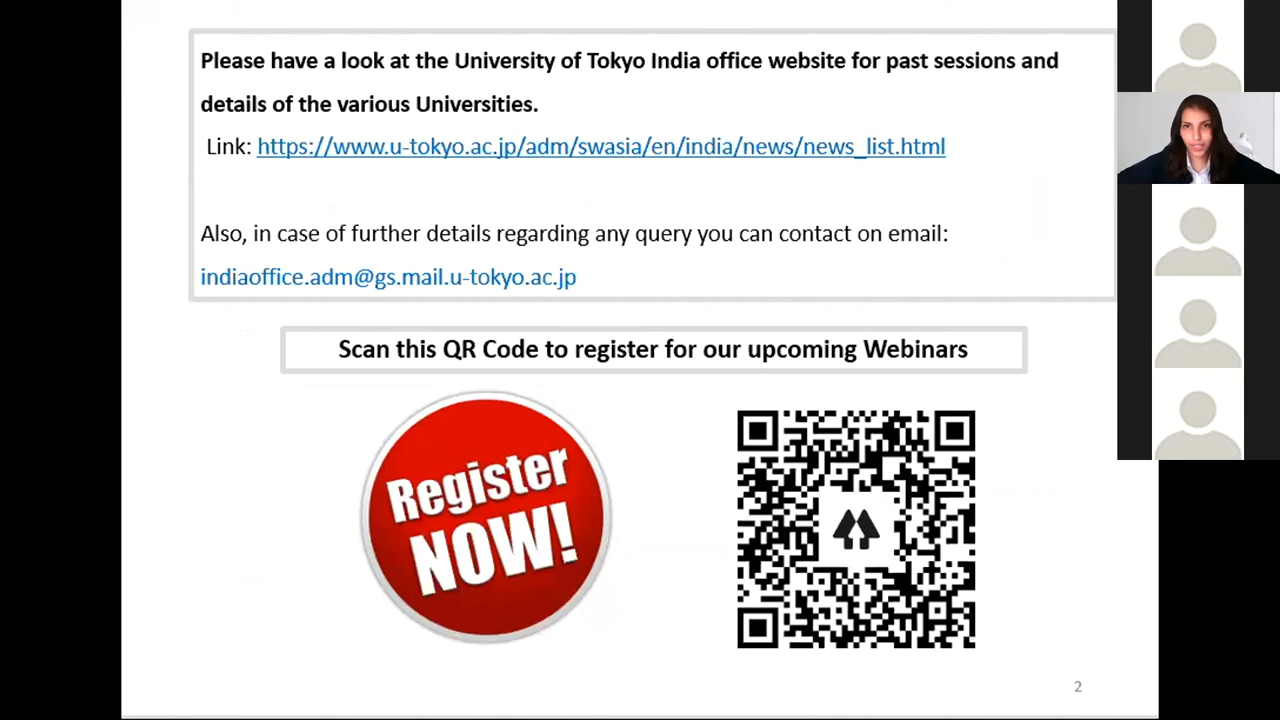 Please have a look at the University of Tokyo India office website for past sessions and
details of the various Universities.
Link: https://www.u-tokyo.ac.jp/adm/swasia/en/india/news/news_list.html
Also, in case of further details regarding any query you can contact on email:
indiaoffice.adm@gs.mail.u-tokyo.ac.jp
Scan this QR Code to register for our upcoming Webinars
Register
NOW!
2